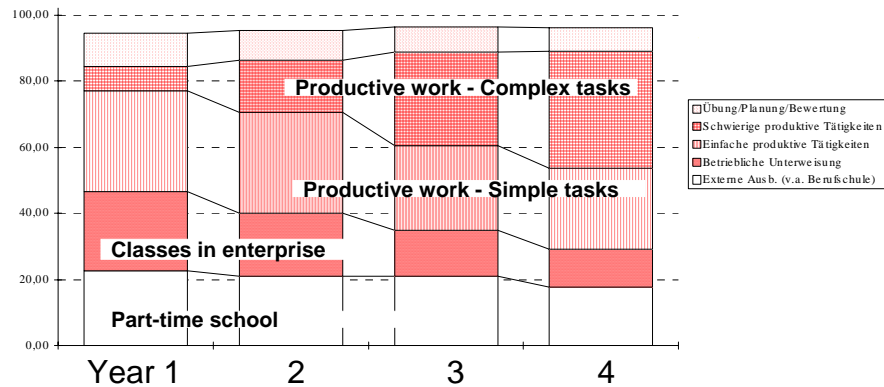 100,00
80,00
60,00
40,00
20,00
0,00
Productive work - Complex tasks
Productive work - Simple tasks
Classes in enterprise
Part-time school
Year 1
2
3
4
Übung/Planung/Bewertung
Schwierige produktive Tätigkeiten
Einfache produktive Tätigkeiten
Betriebliche Unterweisung
Externe Ausb. (v.a. Berufschule)